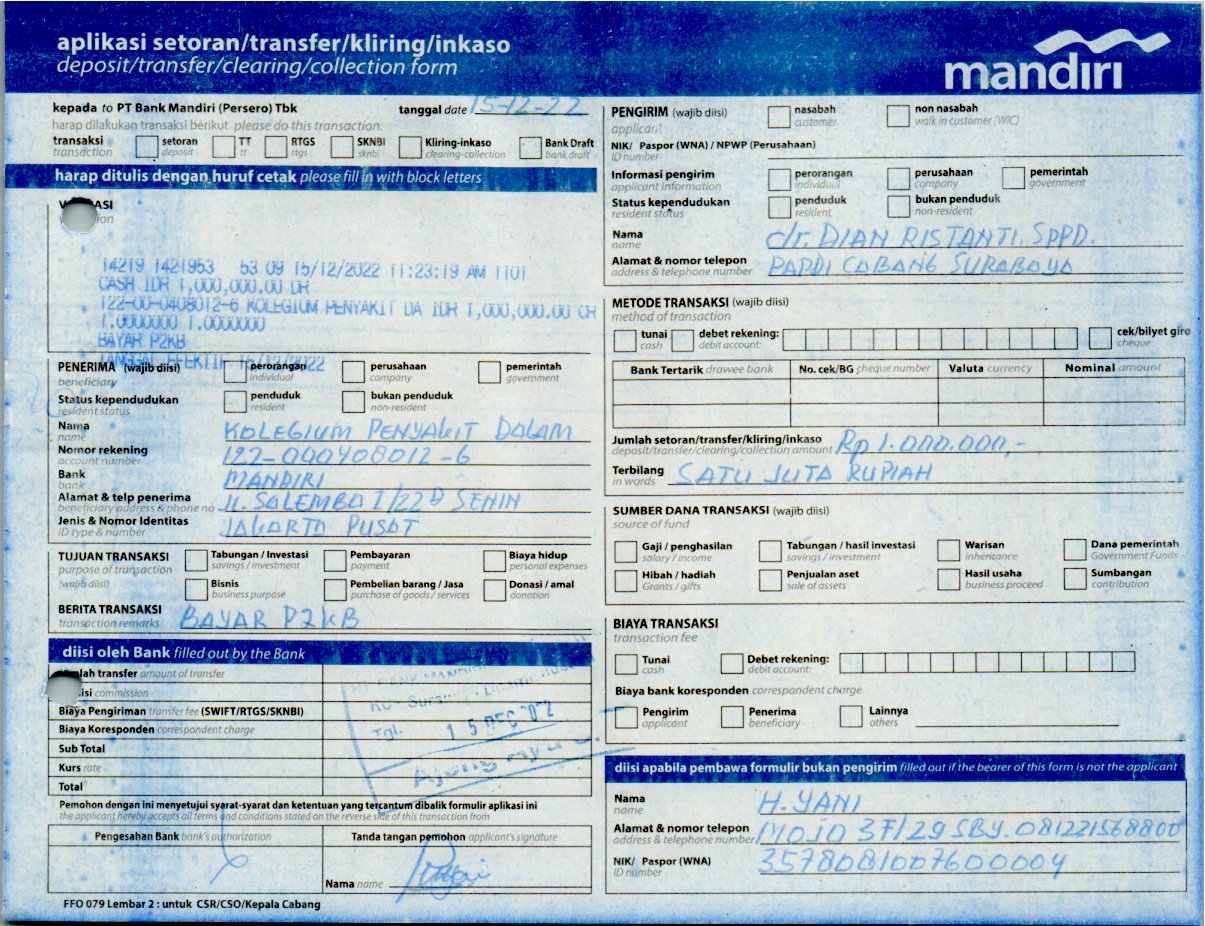 aplikasi setoran/transfer/kliring/inkaso
deposit/transfer/clearing/collection form
mandiri
kepada to PT Bank Mandiri (Persero) Tbk
tanggal date 15-12-22
harap dilakukan transaksi berikut please do this transaction:
transaksi transaction
setoran deposit
TT tt
RTGS rtgs
SKNBI sknbi
Kliring-inkaso clearing-collection
Bank Draft bank draft
harap ditulis dengan huruf cetak please fill in with block letters
14219 1421953 53 09 15/12/2022 11:23:19 AM 1101
CASH IDR 1,000,000.00 DR
122-00-0408012-6 KOLEGIUM PENYAKIT DA IDR 1,000,000.00 CR
1.0000000 1.0000000
BAYAR P2KB
TANGGAL EFEKTIF 15/12/2022
PENERIMA (wajib diisi) beneficiary
perorangan individual
perusahaan company
pemerintah government
Status kependudukan resident status
penduduk resident
bukan penduduk non-resident
Nama name KOLEGIUM PENYAKIT DALAM
Nomor rekening account number 122-000408012-6
Bank bank MANDIRI
Alamat & telp penerima beneficiary address & phone no JL. SALEMBA I/22 D SENIN
Jenis & Nomor Identitas ID type & number JAKARTA PUSAT
TUJUAN TRANSAKSI purpose of transaction (wajib diisi)
Tabungan / Investasi savings / investment
Pembayaran payment
Biaya hidup personal expenses
Bisnis business purpose
Pembelian barang / Jasa purchase of goods / services
Donasi / amal donation
BERITA TRANSAKSI transaction remarks BAYAR P2KB
diisi oleh Bank filled out by the Bank
transfer amount of transfer
commission
Biaya Pengiriman transfer fee (SWIFT/RTGS/SKNBI)
Biaya Koresponden correspondent charge
Sub Total
Kurs rate
Total
Tgl. 15 DEC
Pemohon dengan ini menyetujui syarat-syarat dan ketentuan yang tercantum dibalik formulir aplikasi ini
the applicant hereby accepts all terms and conditions stated on the reverse side of this transaction from
Pengesahan Bank bank's authorization
Tanda tangan pemohon applicant's signature
Nama name
FFO 079 Lembar 2 : untuk CSR/CSO/Kepala Cabang
PENGIRIM (wajib diisi) applicant
nasabah customer
non nasabah walk in customer (WIC)
NIK/ Paspor (WNA) / NPWP (Perusahaan)
ID number
Informasi pengirim applicant information
perorangan individual
perusahaan company
pemerintah government
Status kependudukan resident status
penduduk resident
bukan penduduk non-resident
Nama name dr. DIAN RISTANTI. SPPD.
Alamat & nomor telepon address & telephone number PAPDI CABANG SURABAYA
METODE TRANSAKSI (wajib diisi)
method of transaction
tunai cash
debet rekening: debit account:
cek/bilyet giro cheque
Bank Tertarik drawee bank
No. cek/BG cheque number
Valuta currency
Nominal amount
Jumlah setoran/transfer/kliring/inkaso deposit/transfer/clearing/collection amount Rp 1.000.000,-
Terbilang in words SATU JUTA RUPIAH
SUMBER DANA TRANSAKSI (wajib diisi)
source of fund
Gaji / penghasilan salary / income
Tabungan / hasil investasi savings / investment
Warisan inheritance
Dana pemerintah Government Funds
Hibah / hadiah Grants / gifts
Penjualan aset sale of assets
Hasil usaha business proceed
Sumbangan contribution
BIAYA TRANSAKSI
transaction fee
Tunai cash
Debet rekening: debit account:
Biaya bank koresponden correspondent charge
Pengirim applicant
Penerima beneficiary
Lainnya others
diisi apabila pembawa formulir bukan pengirim filled out if the bearer of this form is not the applicant
Nama name H. YANI
Alamat & nomor telepon address & telephone number MOJO 3F/29 SBY. 081221568800
NIK/ Paspor (WNA) ID number 3578081007600004